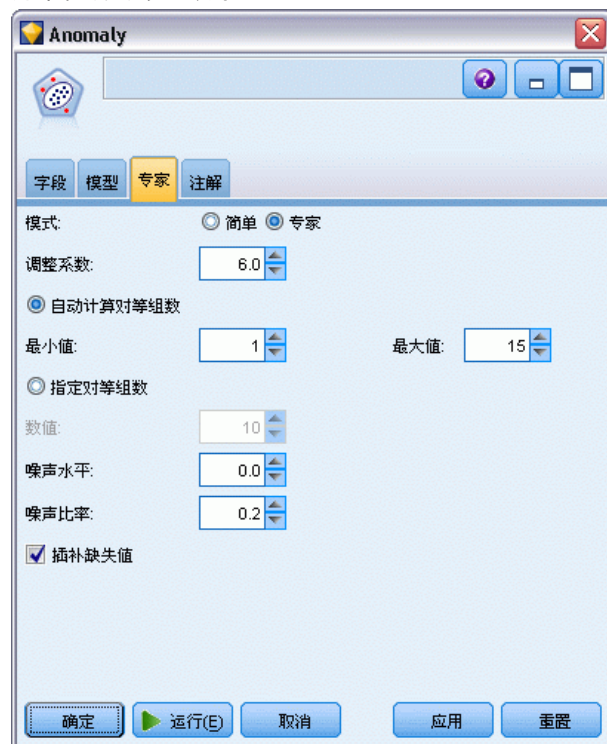 Anomaly
字段 模型 专家 注解
模式: 简单 专家
调整系数: 6.0
自动计算对等组数
最小值: 1 最大值: 15
指定对等组数
数值: 10
噪声水平: 0.0
噪声比率: 0.2
插补缺失值
确定 运行(E) 取消 应用 重置